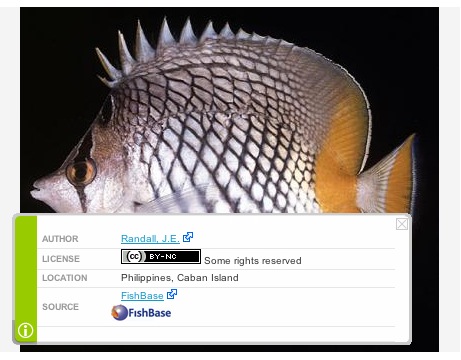 AUTHOR Randall, J.E.
LICENSE (cc) BY-NC Some rights reserved
LOCATION Philippines, Caban Island
SOURCE FishBase
FishBase